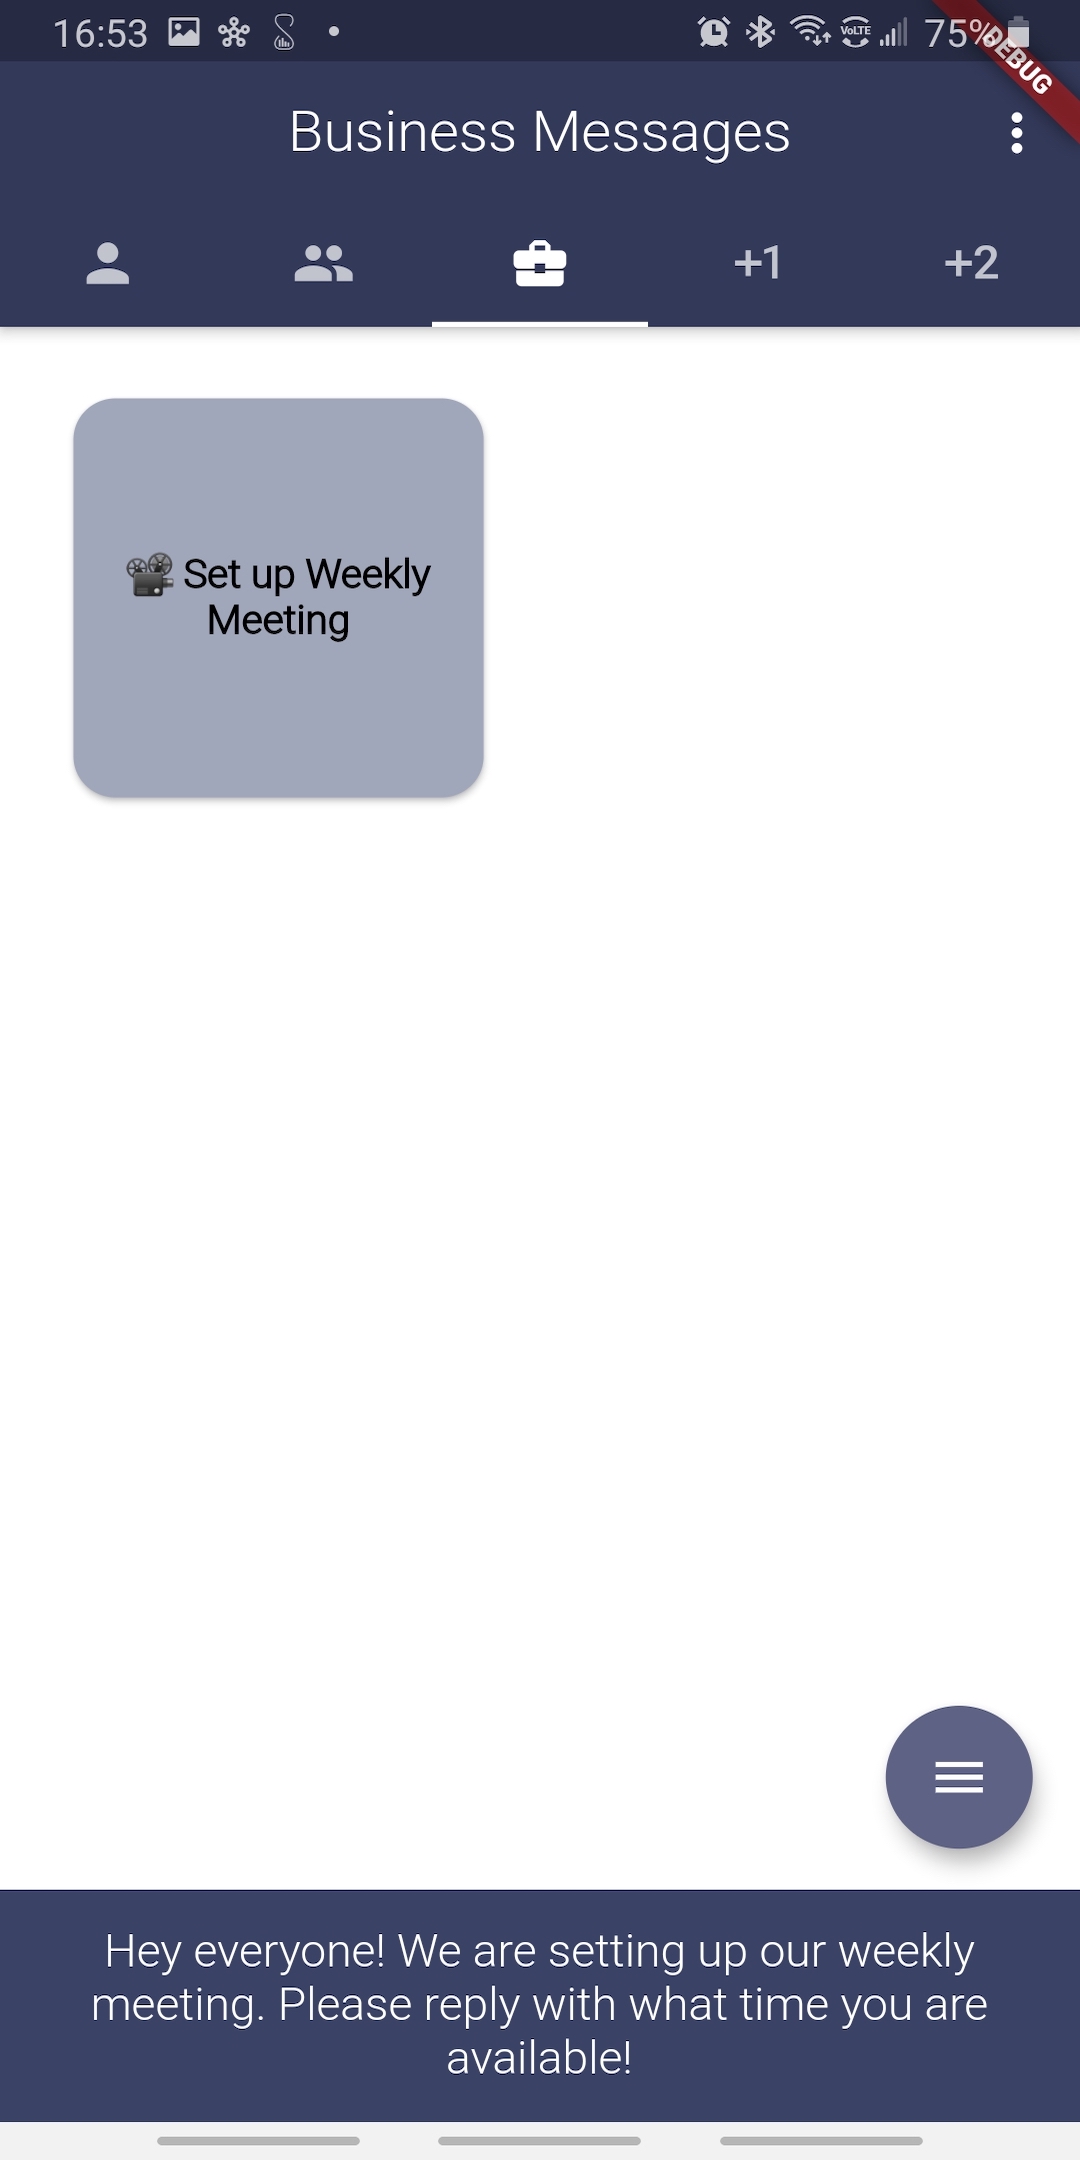 16:53
VoLTE
75%
DEBUG
Business Messages
+1
+2
📽 Set up Weekly
Meeting
Hey everyone! We are setting up our weekly
meeting. Please reply with what time you are
available!